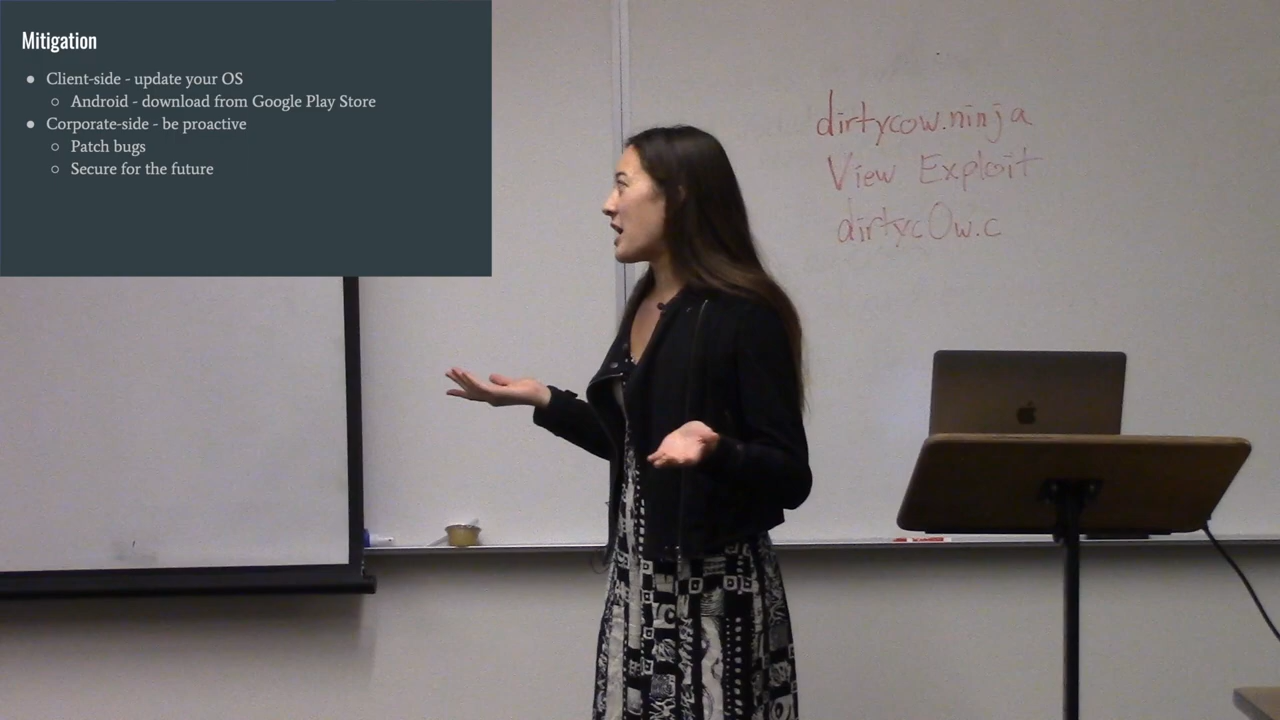 Mitigation
● Client-side - update your OS
○ Android - download from Google Play Store
● Corporate-side - be proactive
○ Patch bugs
○ Secure for the future
dirtycow.ninja
View Exploit
dirtyc0w.c